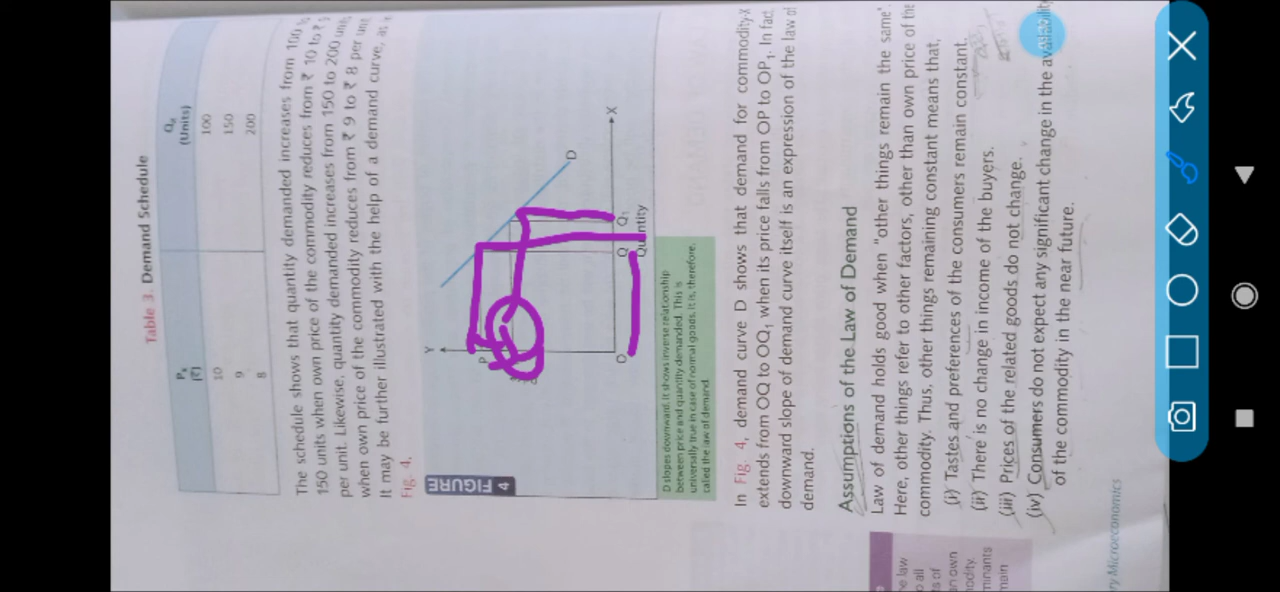 Table 3. Demand Schedule
Pₓ
(₹)
Qₓ
(Units)
10 100
9 150
8 200
The schedule shows that quantity demanded increases from 100
150 units when own price of the commodity reduces from ₹ 10 to ₹
per unit. Likewise, quantity demanded increases from 150 to 200
when own price of the commodity reduces from ₹ 9 to ₹ 8 per
It may be further illustrated with the help of a demand curve, as
Fig. 4.
FIGURE
4
Y
P
D
O Q Q₁ X
Quantity
D slopes downward. It shows inverse relationship
between price and quantity demanded. This is
universally true in case of normal goods. It is, therefore,
called the law of demand.
In Fig. 4, demand curve D shows that demand for commodity-X
extends from OQ to OQ₁ when its price falls from OP to OP₁. In fact
downward slope of demand curve itself is an expression of the law of
demand.
Assumptions of the Law of Demand
Law of demand holds good when "other things remain the same".
Here, other things refer to other factors, other than own price of the
commodity. Thus, other things remaining constant means that,
(i) Tastes and preferences of the consumers remain constant.
(ii) There is no change in income of the buyers.
(iii) Prices of the related goods do not change.
(iv) Consumers do not expect any significant change in the availability
of the commodity in the near future.
law
all
s of
own
modity.
minants
main
ry Microeconomics